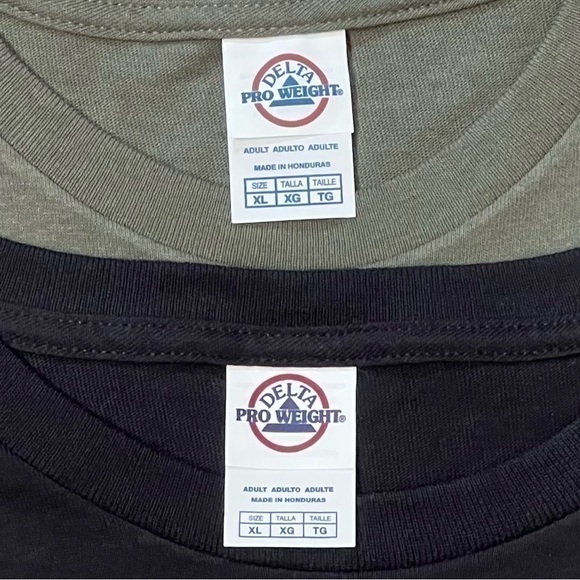 DELTA
PRO WEIGHT®
ADULT ADULTO ADULTE
MADE IN HONDURAS
SIZE TALLA TAILLE
XL XG TG
DELTA
PRO WEIGHT®
ADULT ADULTO ADULTE
MADE IN HONDURAS
SIZE TALLA TAILLE
XL XG TG